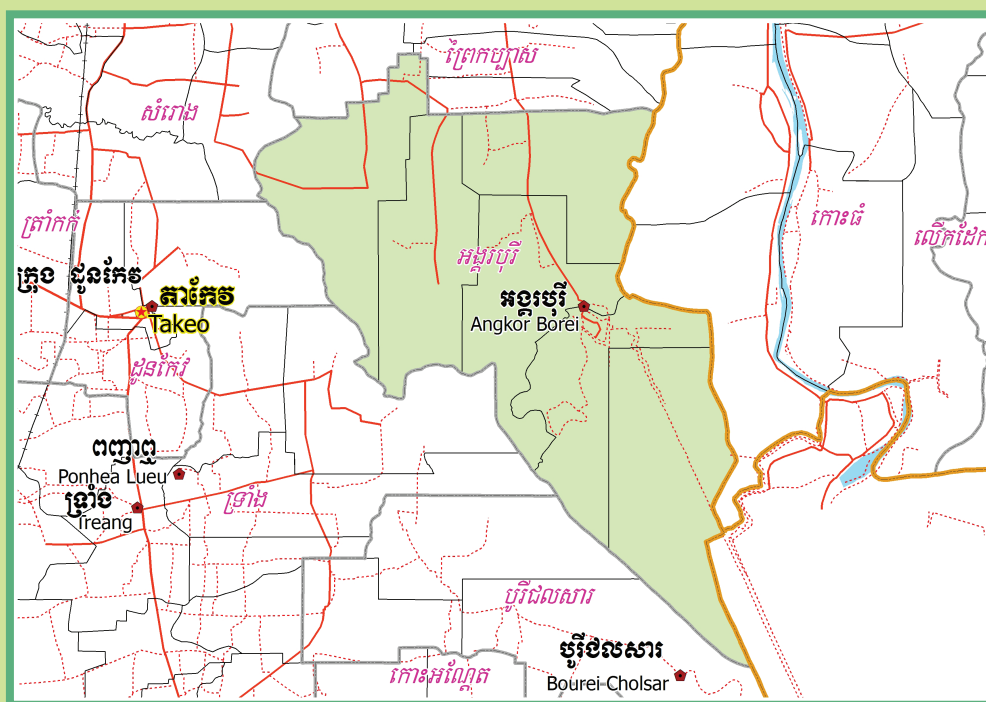 ព្រៃកប្បាស
សំរោង
ត្រាំកក់
កោះធំ
លើកដែក
អង្គរបុរី
ក្រុង ដូនកែវ
តាកែវ
Takeo
អង្គរបុរី
Angkor Borei
ដូនកែវ
ពញាឮ
Ponhea Lueu
ទ្រាំង
Treang
ទ្រាំង
បូរីជលសារ
បូរីជលសារ
Bourei Cholsar
កោះអណ្តែត